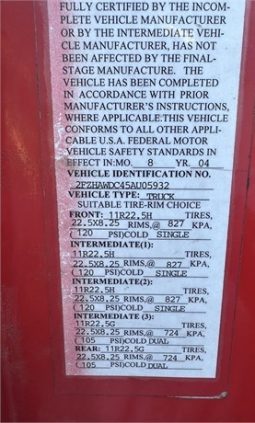 FULLY CERTIFIED BY THE INCOM-
PLETE VEHICLE MANUFACTURER
OR BY THE INTERMEDIATE VEHI-
CLE MANUFACTURER, HAS NOT
BEEN AFFECTED BY THE FINAL-
STAGE MANUFACTURE. THE
VEHICLE HAS BEEN COMPLETED
IN ACCORDANCE WITH PRIOR
MANUFACTURER'S INSTRUCTIONS,
WHERE APPLICABLE.THIS VEHICLE
CONFORMS TO ALL OTHER APPLI-
CABLE U.S.A. FEDERAL MOTOR
VEHICLE SAFETY STANDARDS IN
EFFECT IN:MO. 8 YR. 04
VEHICLE IDENTIFICATION NO.
2FZHAWDC45AU05932
VEHICLE TYPE: TRUCK
SUITABLE TIRE-RIM CHOICE
FRONT: 11R22.5H TIRES,
22.5X8.25 RIMS,@ 827 KPA,
( 120 PSI)COLD SINGLE
INTERMEDIATE(1):
11R22.5H TIRES,
22.5X8.25 RIMS,@ 827 KPA,
( 120 PSI)COLD SINGLE
INTERMEDIATE(2):
11R22.5H TIRES,
22.5X8.25 RIMS,@ 827 KPA,
( 120 PSI)COLD SINGLE
INTERMEDIATE (3):
11R22.5G TIRES,
22.5X8.25 RIMS,@ 724 KPA,
( 105 PSI)COLD DUAL
REAR: 11R22.5G TIRES,
22.5X8.25 RIMS,@ 724 KPA,
( 105 PSI)COLD DUAL